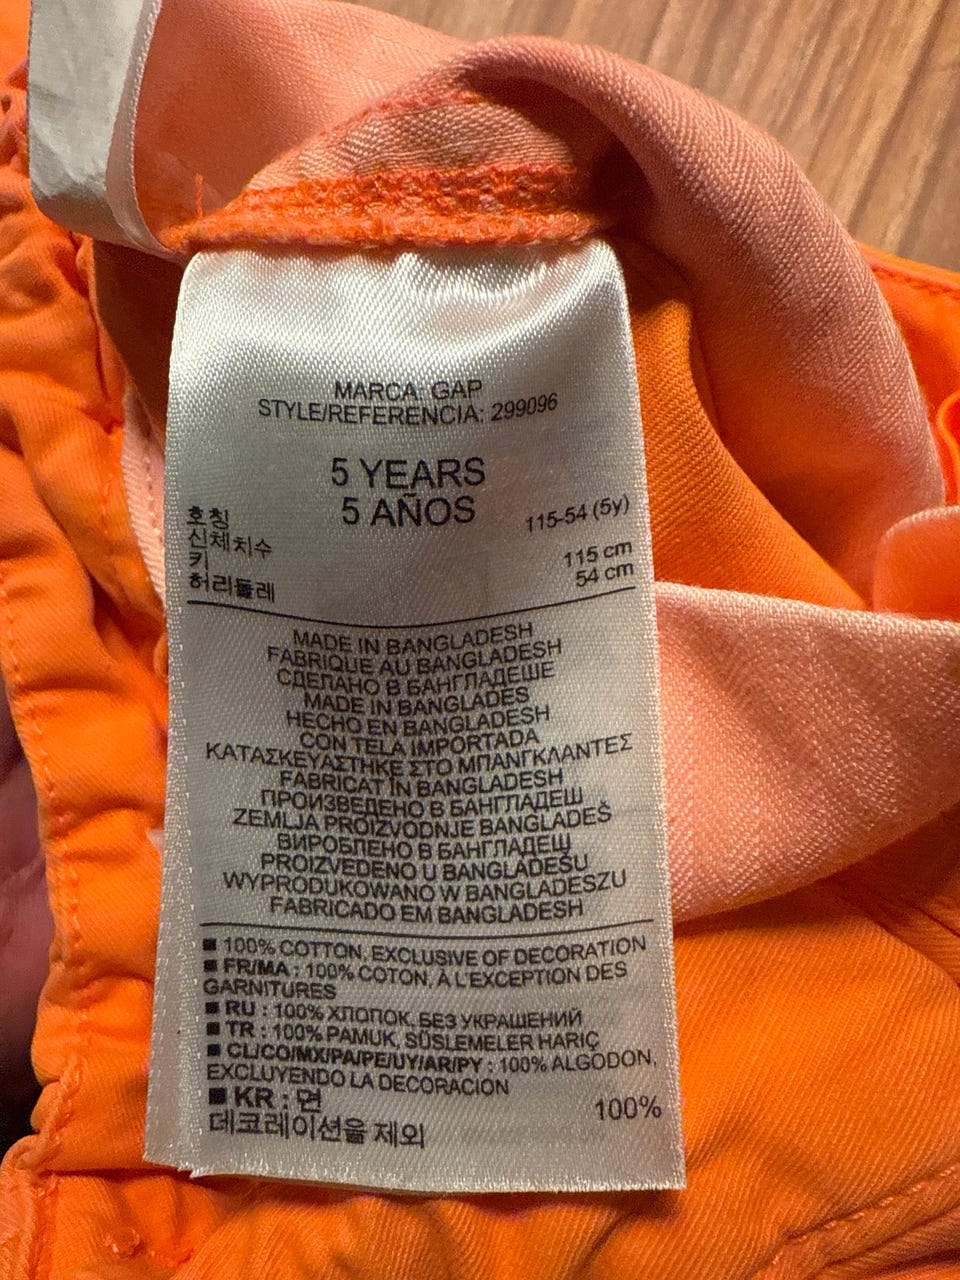 MARCA: GAP
STYLE/REFERENCIA: 299096
5 YEARS
5 AÑOS
호칭 115-54 (5y)
신체치수
키 115 cm
허리둘레 54 cm
MADE IN BANGLADESH
FABRIQUE AU BANGLADESH
СДЕЛАНО В БАНГЛАДЕШЕ
MADE IN BANGLADES
HECHO EN BANGLADESH
CON TELA IMPORTADA
ΚΑΤΑΣΚΕΥΑΣΤΗΚΕ ΣΤΟ ΜΠΑΝΓΚΛΑΝΤΕΣ
FABRICAT ÎN BANGLADESH
ПРОИЗВЕДЕНО В БАНГЛАДЕШ
ZEMLJA PROIZVODNJE BANGLADEŠ
ВИРОБЛЕНО В БАНГЛАДЕШ
PROIZVEDENO U BANGLADEŠU
WYPRODUKOWANO W BANGLADESZU
FABRICADO EM BANGLADESH
■ 100% COTTON, EXCLUSIVE OF DECORATION
■ FR/MA : 100% COTON, À L'EXCEPTION DES
GARNITURES
■ RU : 100% ХЛОПОК, БЕЗ УКРАШЕНИЙ
■ TR : 100% PAMUK, SÜSLEMELER HARİÇ
■ CL/CO/MX/PA/PE/UY/AR/PY : 100% ALGODON,
EXCLUYENDO LA DECORACION
■ KR : 면 100%
데코레이션을 제외